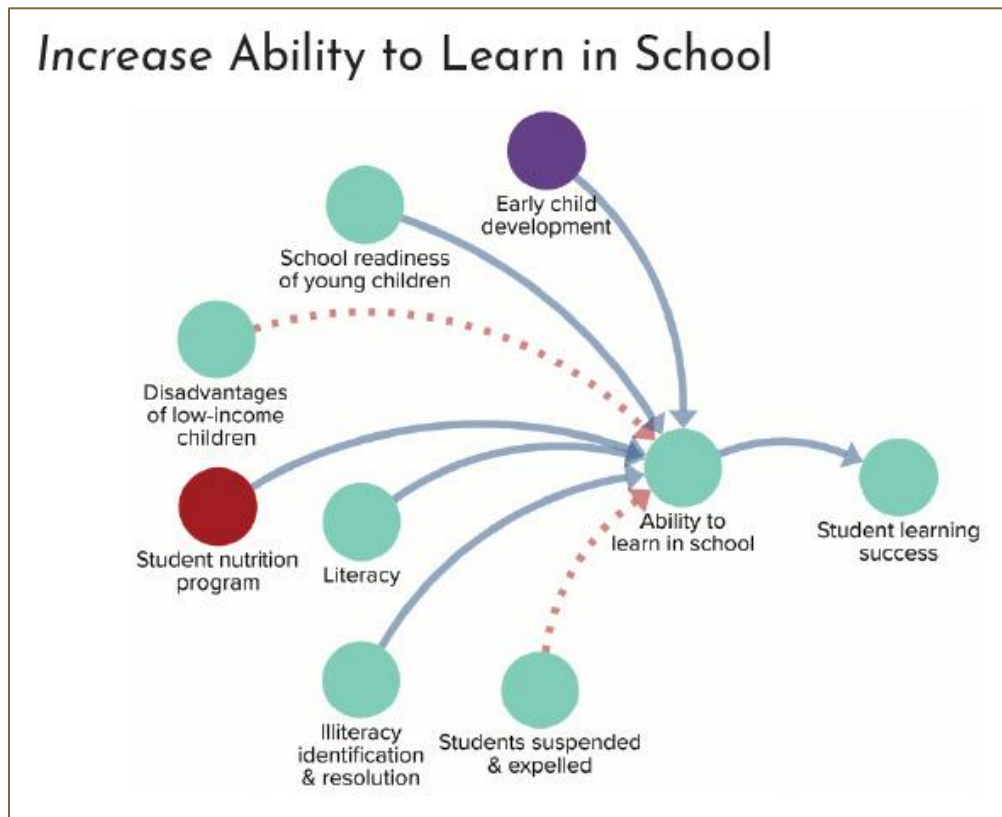 Increase Ability to Learn in School
Early child
development
School readiness
of young children
Disadvantages
of low-income
children
Student nutrition
program
Literacy
Ability to
learn in school
Student learning
success
Illiteracy
identification
& resolution
Students suspended
& expelled